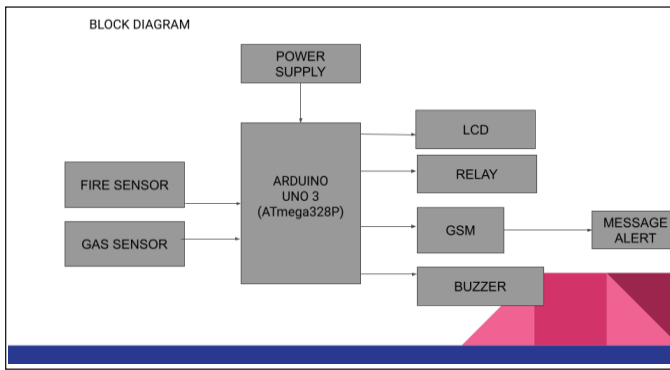 BLOCK DIAGRAM
POWER
SUPPLY
LCD
RELAY
FIRE SENSOR
ARDUINO
UNO 3
(ATmega328P)
GSM
MESSAGE
ALERT
GAS SENSOR
BUZZER